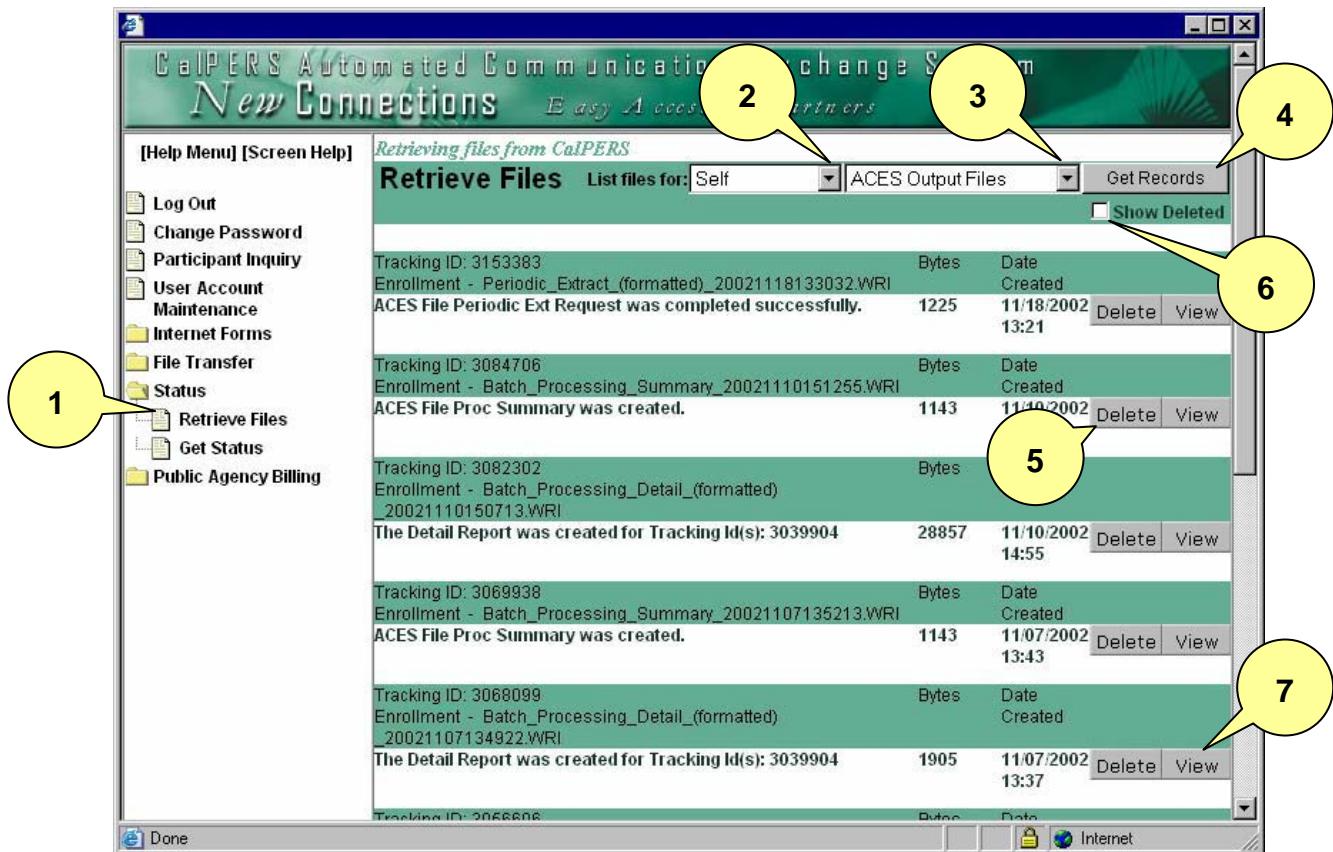 CalPERS Automated Communication
2
3
4
New Connections Easy
[Help Menu] [Screen Help]
Retrieving files from CalPERS
Retrieve Files List files for: Self ACES Output Files Get Records
Show Deleted
Log Out
Change Password
Participant Inquiry
User Account
Maintenance
Internet Forms
File Transfer
Status
Retrieve Files
Get Status
Public Agency Billing
1
6
Tracking ID: 3153383 Bytes Date
Enrollment - Periodic_Extract_(formatted)_20021118133032.WRI Created
ACES File Periodic Ext Request was completed successfully. 1225 11/18/2002 Delete View
13:21
Tracking ID: 3084706 Bytes Date
Enrollment - Batch_Processing_Summary_20021110151255.WRI Created
ACES File Proc Summary was created. 1143 11/10/2002 Delete View
5
Tracking ID: 3082302 Bytes
Enrollment - Batch_Processing_Detail_(formatted)
_20021110150713.WRI
The Detail Report was created for Tracking Id(s): 3039904 28857 11/10/2002 Delete View
14:55
Tracking ID: 3069938 Bytes Date
Enrollment - Batch_Processing_Summary_20021107135213.WRI Created
ACES File Proc Summary was created. 1143 11/07/2002 Delete View
13:43
Tracking ID: 3068099 Bytes Date
Enrollment - Batch_Processing_Detail_(formatted) Created
_20021107134922.WRI
7
The Detail Report was created for Tracking Id(s): 3039904 1905 11/07/2002 Delete View
13:37
Tracking ID: 3056606 Bytes Date
Done Internet